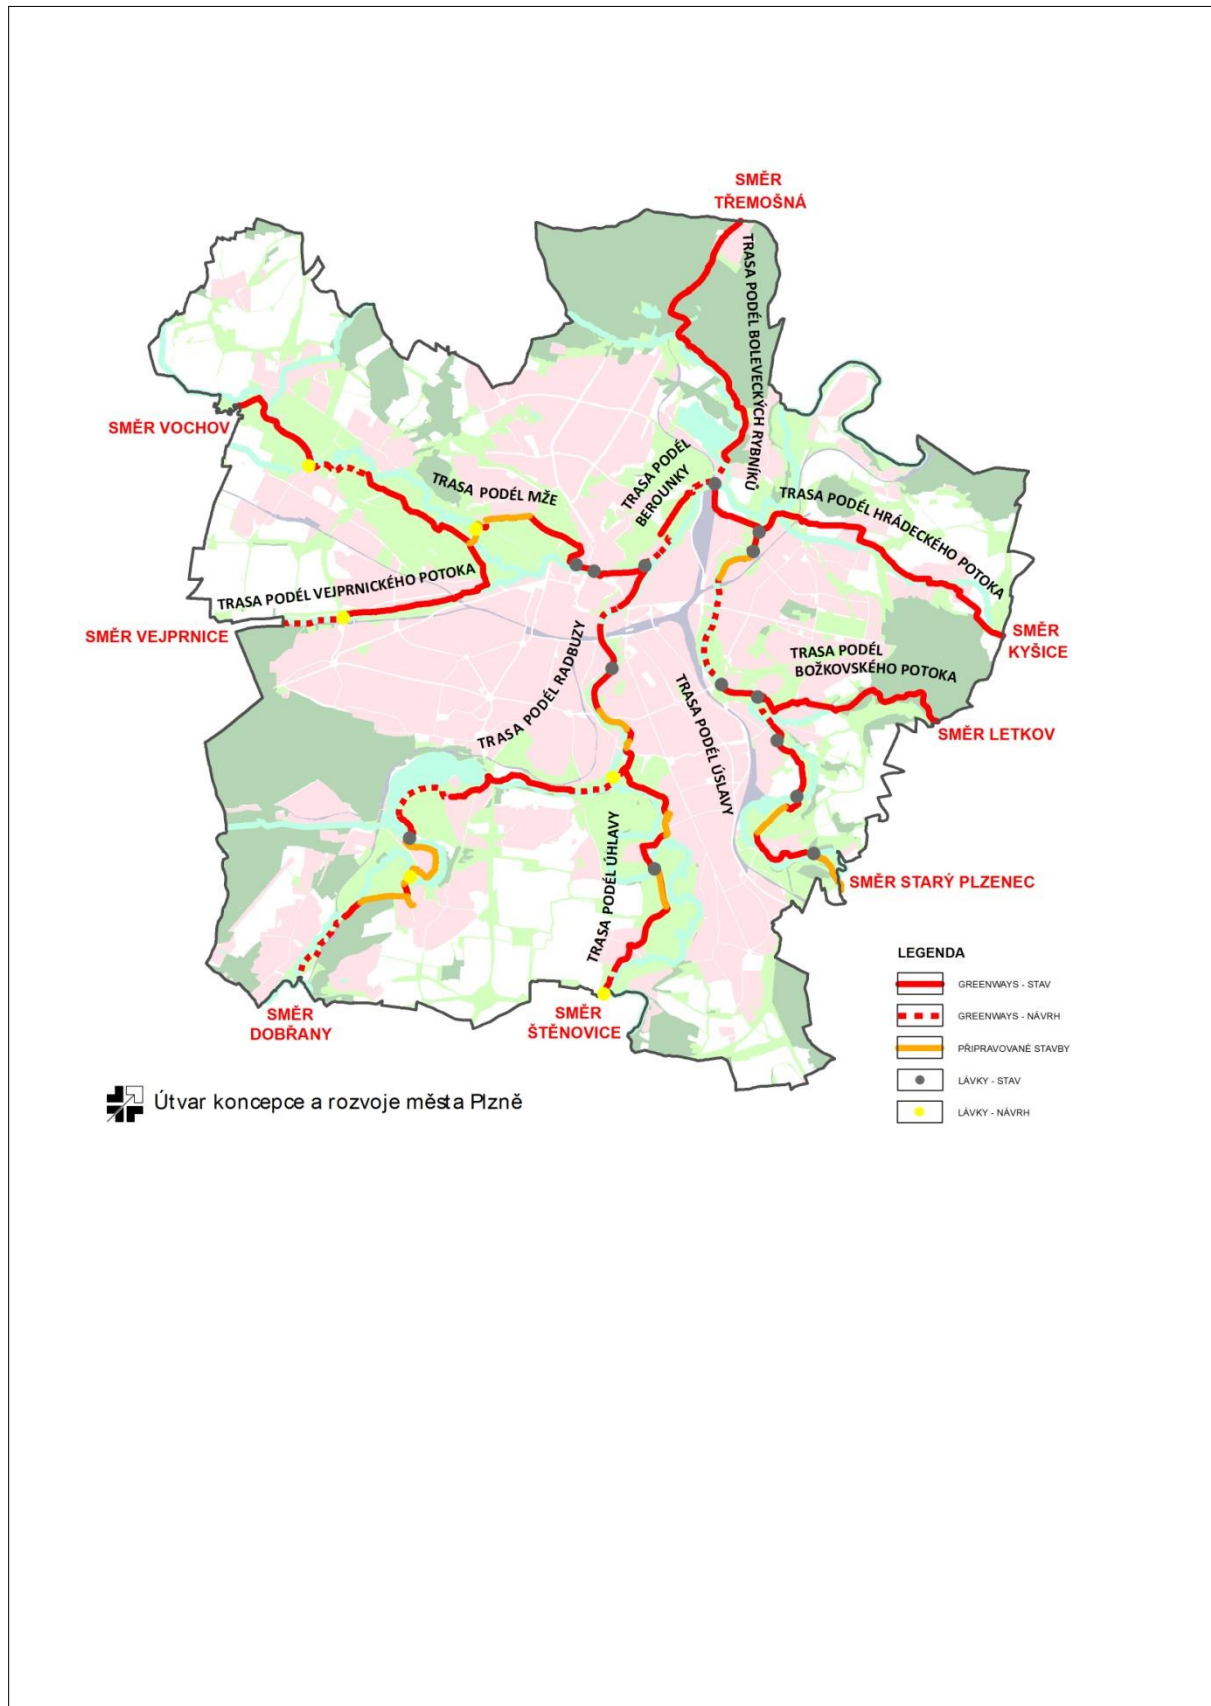 SMĚR
TŘEMOŠNÁ
TRASA PODÉL BOLEVECKÝCH RYBNÍKŮ
SMĚR VOCHOV
TRASA PODÉL MŽE
TRASA PODÉL
BEROUNKY
TRASA PODÉL HRÁDECKÉHO POTOKA
TRASA PODÉL VEJPRNICKÉHO POTOKA
SMĚR VEJPRNICE
SMĚR
KYŠICE
TRASA PODÉL
BOŽKOVSKÉHO POTOKA
TRASA PODÉL RADBUZY
TRASA PODÉL ÚSLAVY
SMĚR LETKOV
TRASA PODÉL ÚHLAVY
SMĚR STARÝ PLZENEC
SMĚR
DOBŘANY
SMĚR
ŠTĚNOVICE
LEGENDA
GREENWAYS - STAV
GREENWAYS - NÁVRH
PŘIPRAVOVANÉ STAVBY
LÁVKY - STAV
LÁVKY - NÁVRH
Útvar koncepce a rozvoje města Plzně